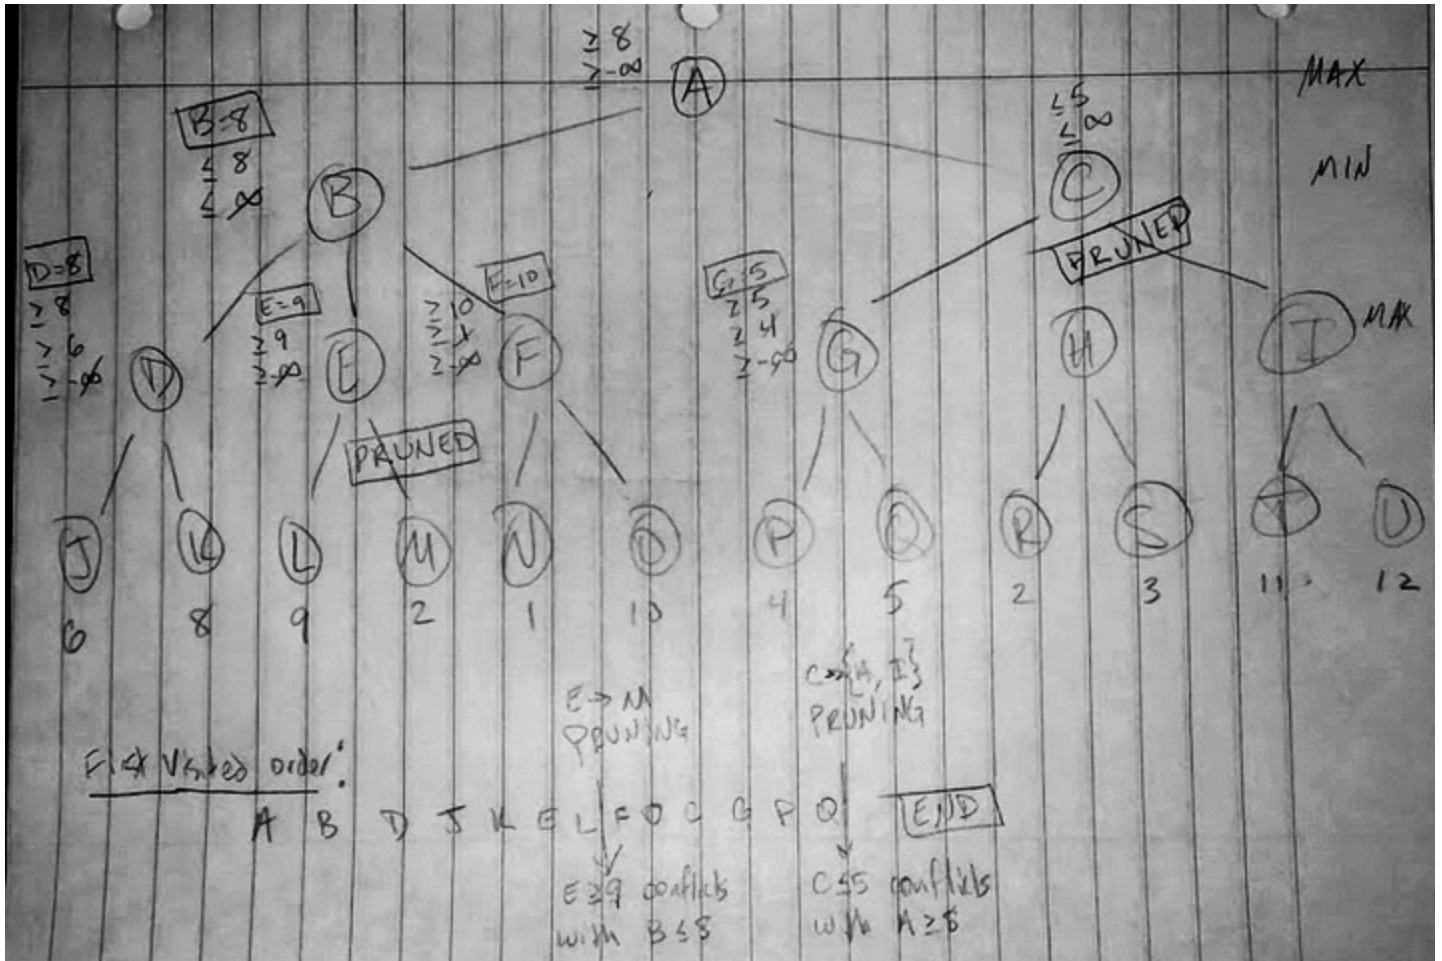 ≥ 8
≥ -∞
A
MAX
B=8
≤ 8
≤ ∞
B
≤ 5
≤ ∞
C
MIN
PRUNED
D=8
≥ 8
≥ 6
≥ -∞
D
E=9
≥ 9
≥ -∞
E
F=10
≥ 10
≥ 1
≥ -∞
F
G=5
≥ 5
≥ 4
≥ -∞
G
H
I
MAX
PRUNED
J K L M N O P Q R S T U
6 8 9 2 1 10 4 5 2 3 11 12
E → M
PRUNING
C → {H, I}
PRUNING
First Visited order:
A B D J K E L F O C G P Q END
E ≥ 9 conflicts
with B ≤ 8
C ≤ 5 conflicts
with A ≥ 8